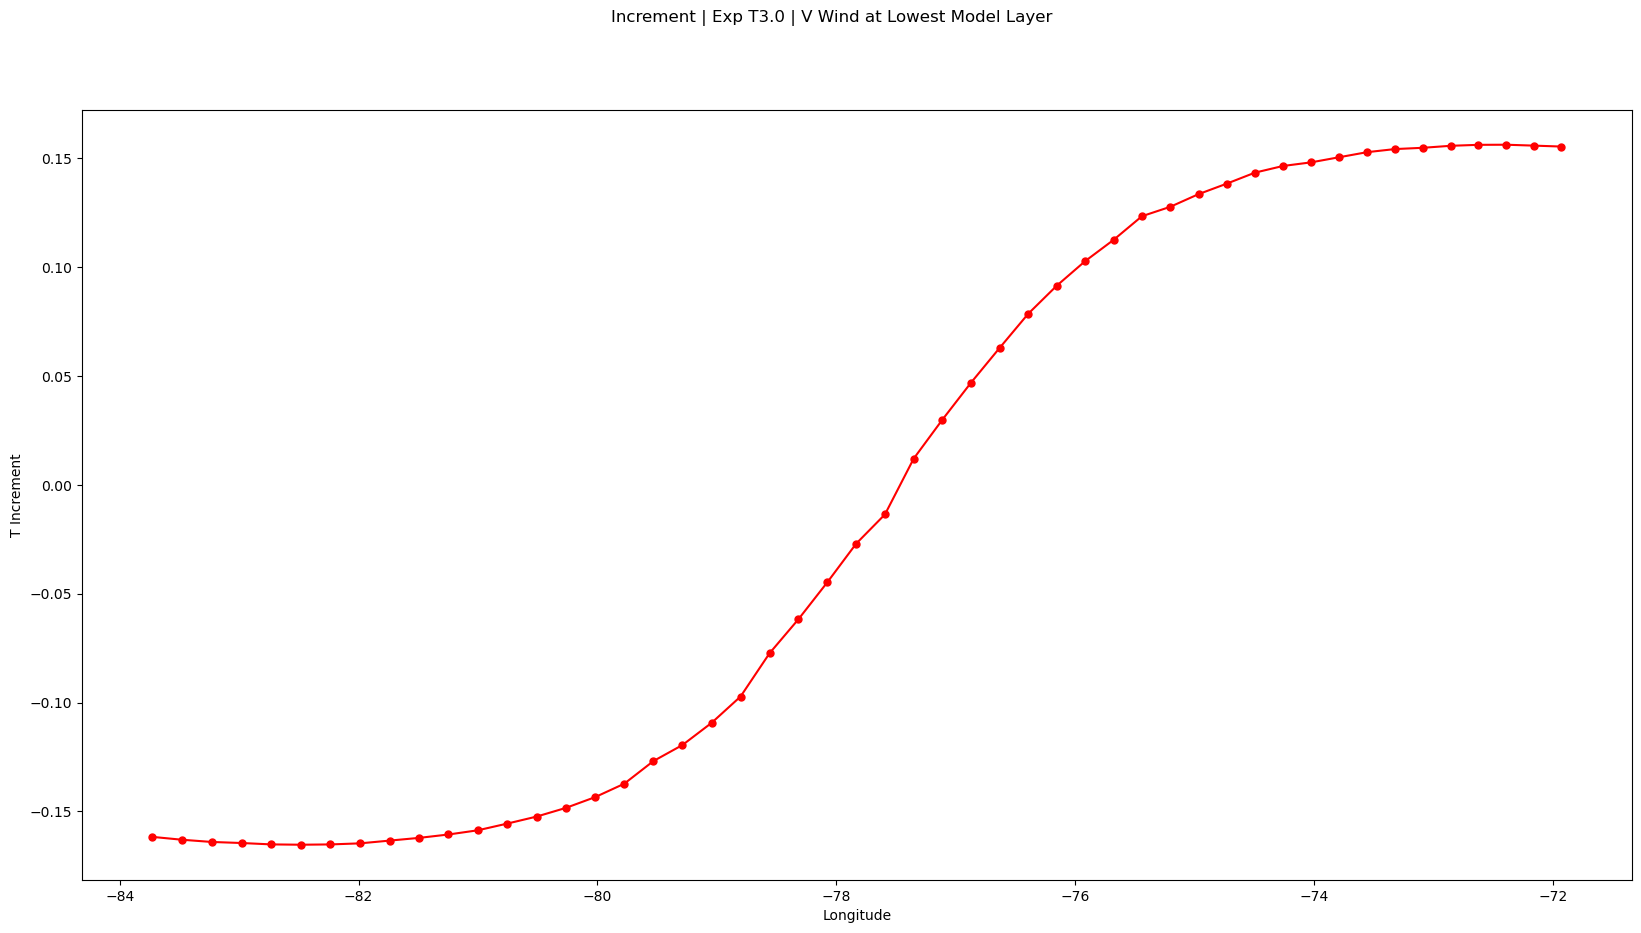 Increment | Exp T3.0 | V Wind at Lowest Model Layer
0.15
0.10
0.05
0.00
−0.05
−0.10
−0.15
T Increment
−84 −82 −80 −78 −76 −74 −72
Longitude